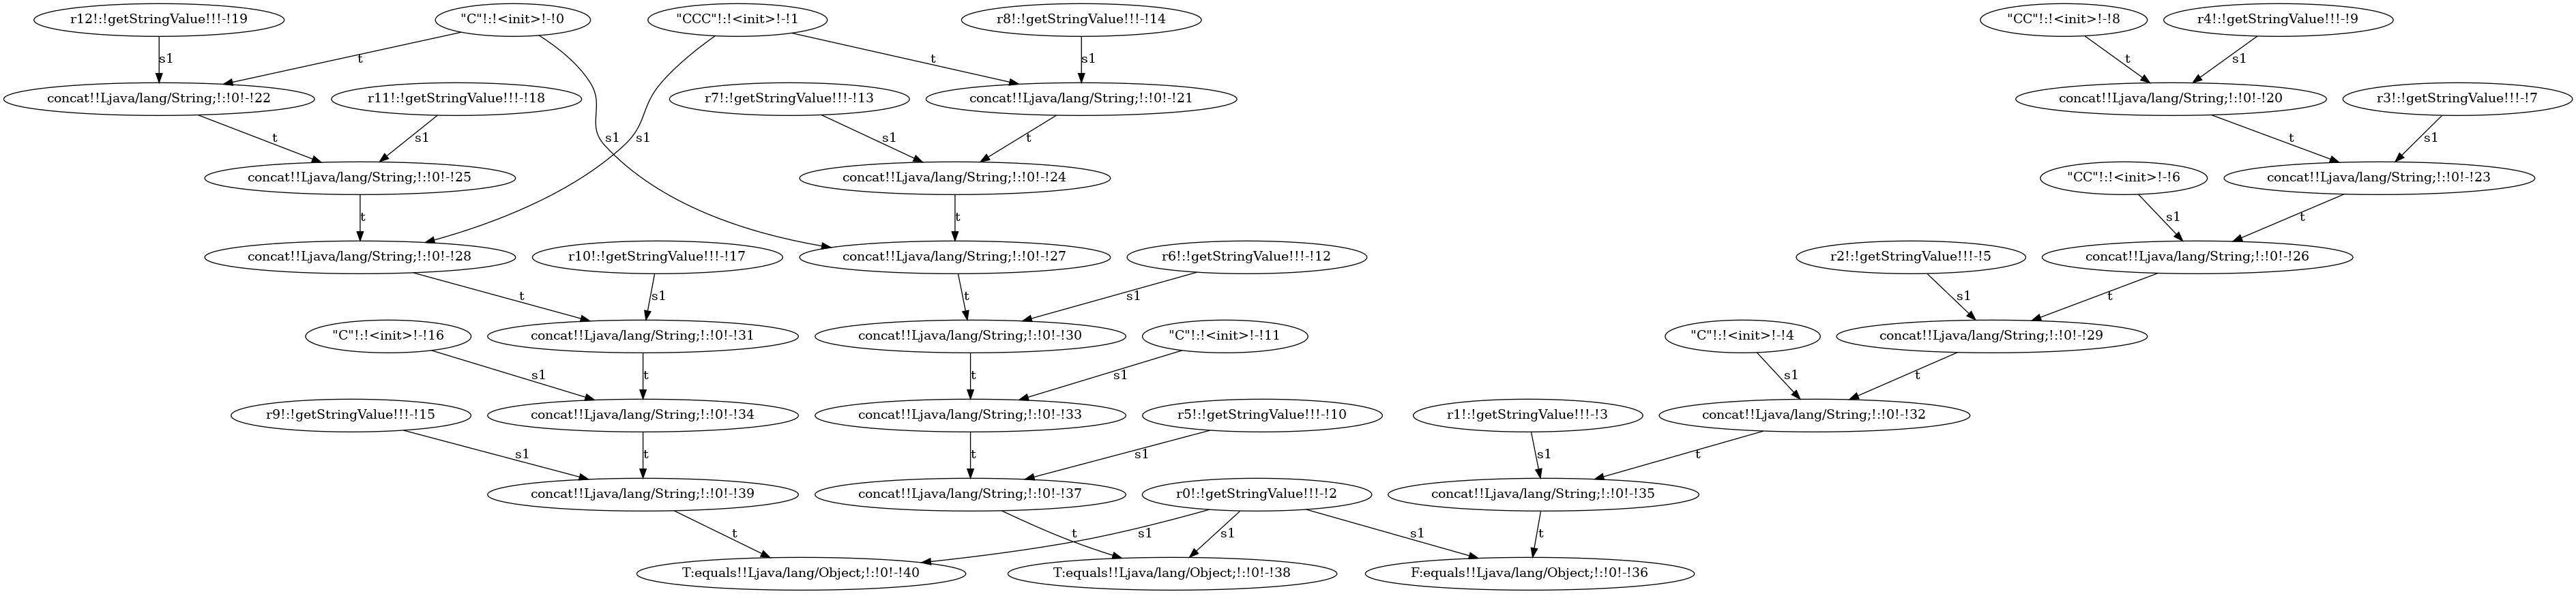 r12!:!getStringValue!!!-!19
"C"!:!<init>!-!0
"CCC"!:!<init>!-!1
r8!:!getStringValue!!!-!14
"CC"!:!<init>!-!8
r4!:!getStringValue!!!-!9
s1
t
t
s1
t
s1
concat!!Ljava/lang/String;!:!0!-!22
r11!:!getStringValue!!!-!18
r7!:!getStringValue!!!-!13
concat!!Ljava/lang/String;!:!0!-!21
concat!!Ljava/lang/String;!:!0!-!20
r3!:!getStringValue!!!-!7
t
s1
s1
s1
s1
t
t
s1
concat!!Ljava/lang/String;!:!0!-!25
concat!!Ljava/lang/String;!:!0!-!24
"CC"!:!<init>!-!6
concat!!Ljava/lang/String;!:!0!-!23
t
t
s1
t
concat!!Ljava/lang/String;!:!0!-!28
r10!:!getStringValue!!!-!17
concat!!Ljava/lang/String;!:!0!-!27
r6!:!getStringValue!!!-!12
r2!:!getStringValue!!!-!5
concat!!Ljava/lang/String;!:!0!-!26
t
s1
t
s1
s1
t
"C"!:!<init>!-!16
concat!!Ljava/lang/String;!:!0!-!31
concat!!Ljava/lang/String;!:!0!-!30
"C"!:!<init>!-!11
"C"!:!<init>!-!4
concat!!Ljava/lang/String;!:!0!-!29
s1
t
t
s1
s1
t
r9!:!getStringValue!!!-!15
concat!!Ljava/lang/String;!:!0!-!34
concat!!Ljava/lang/String;!:!0!-!33
r5!:!getStringValue!!!-!10
r1!:!getStringValue!!!-!3
concat!!Ljava/lang/String;!:!0!-!32
s1
t
t
s1
s1
t
concat!!Ljava/lang/String;!:!0!-!39
concat!!Ljava/lang/String;!:!0!-!37
r0!:!getStringValue!!!-!2
concat!!Ljava/lang/String;!:!0!-!35
t
t
s1
s1
s1
t
T:equals!!Ljava/lang/Object;!:!0!-!40
T:equals!!Ljava/lang/Object;!:!0!-!38
F:equals!!Ljava/lang/Object;!:!0!-!36